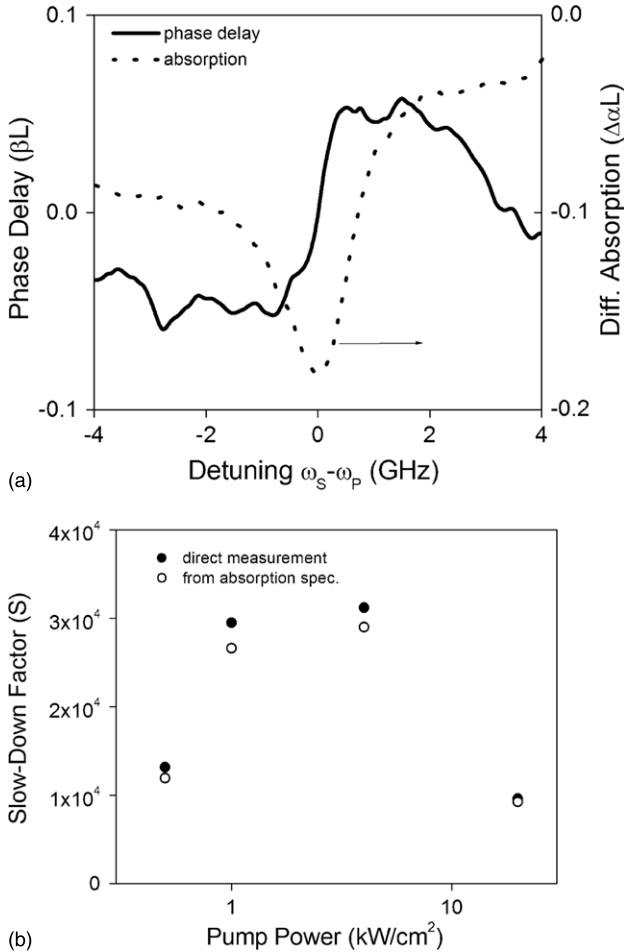 0.1
0.0
phase delay
absorption
Phase Delay (βL)
0.0
-0.1
Diff. Absorption (ΔαL)
-0.1
-0.2
-4
-2
0
2
4
Detuning ω_S-ω_P (GHz)
(a)
4x10⁴
direct measurement
from absorption spec.
3x10⁴
Slow-Down Factor (S)
2x10⁴
1x10⁴
0
1
10
Pump Power (kW/cm²)
(b)